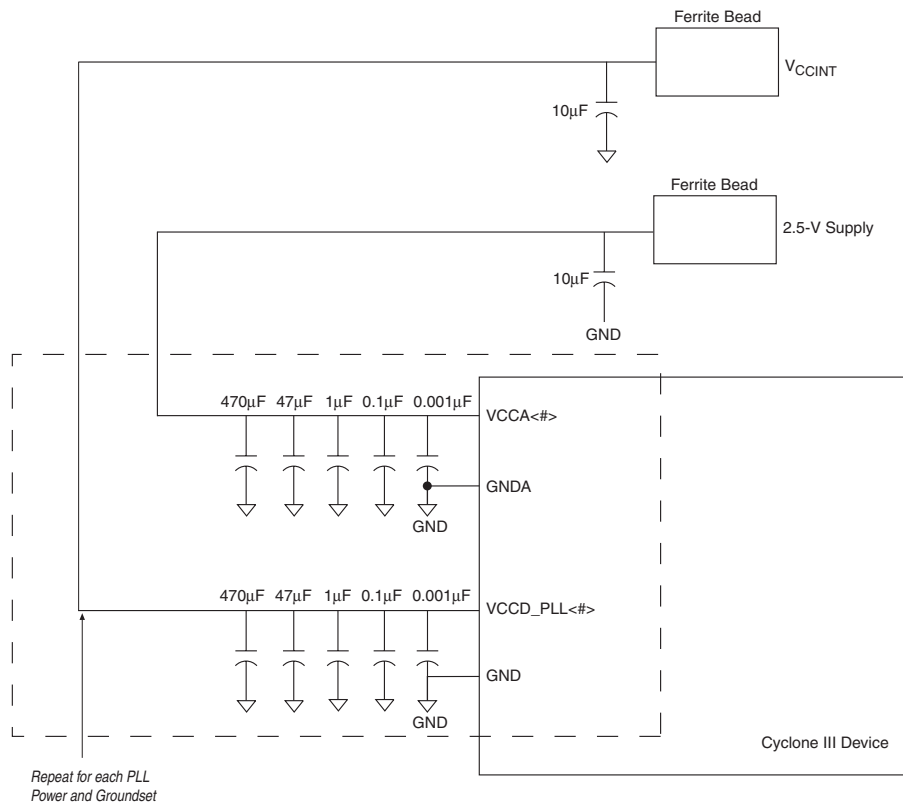 Ferrite Bead
VCCINT
10µF
Ferrite Bead
2.5-V Supply
10µF
GND
470µF 47µF 1µF 0.1µF 0.001µF
VCCA<#>
GNDA
GND
470µF 47µF 1µF 0.1µF 0.001µF
VCCD_PLL<#>
GND
GND
Cyclone III Device
Repeat for each PLL
Power and Groundset